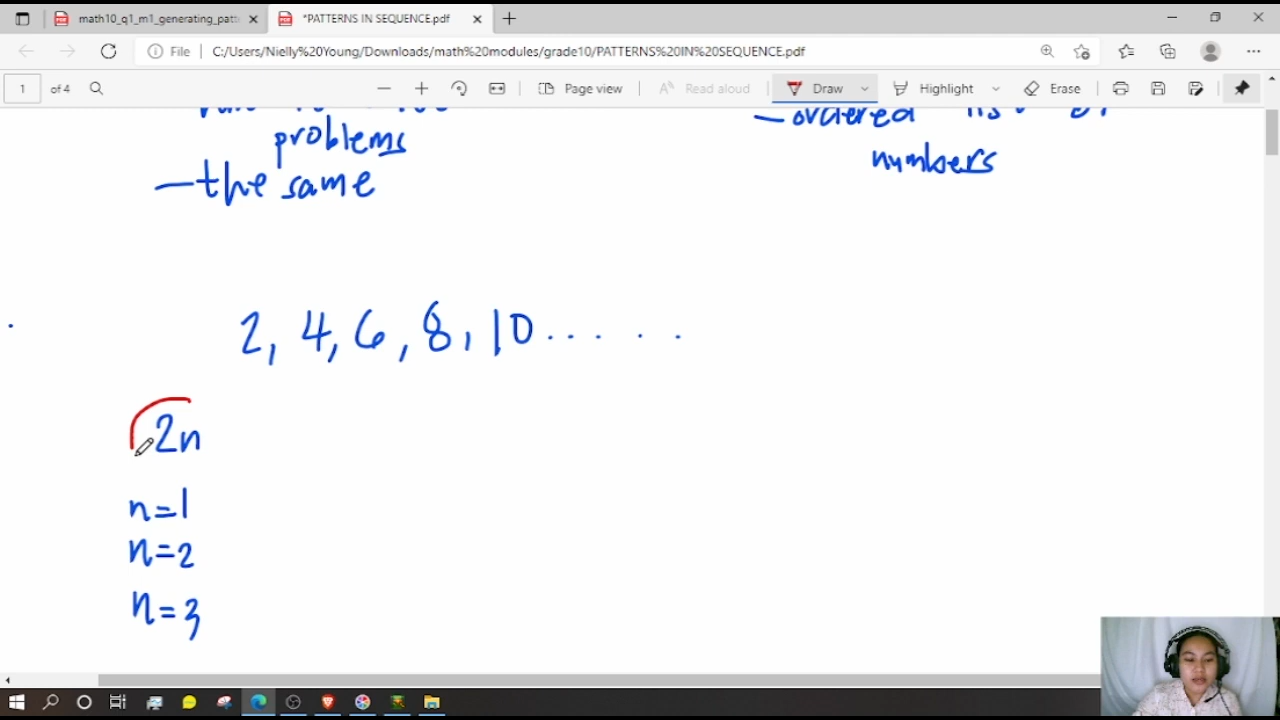 math10_q1_m1_generating_patt
*PATTERNS IN SEQUENCE.pdf
File
C:/Users/Nielly%20Young/Downloads/math%20modules/grade10/PATTERNS%20IN%20SEQUENCE.pdf
1 of 4
Page view
Read aloud
Draw
Highlight
Erase
problems
—the same
—ordered
numbers
2, 4, 6, 8, 10.......
2n
n=1
n=2
n=3